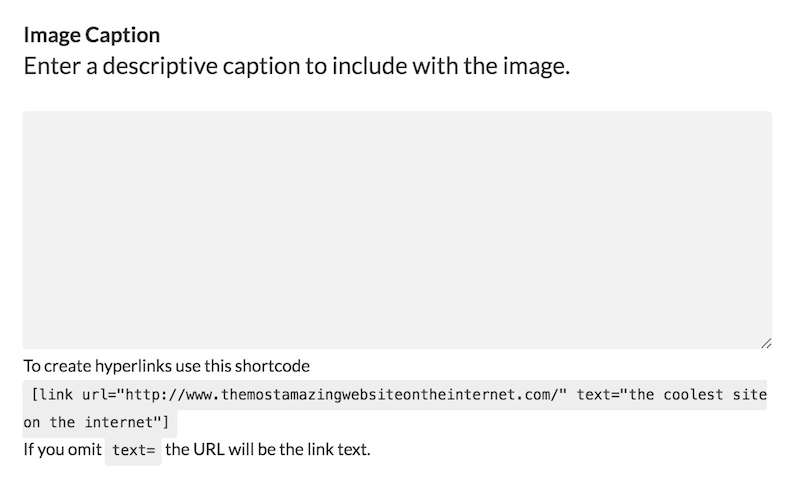 Image Caption
Enter a descriptive caption to include with the image.
To create hyperlinks use this shortcode
[link url="http://www.themostamazingwebsiteontheinternet.com/" text="the coolest site
on the internet"]
If you omit text= the URL will be the link text.